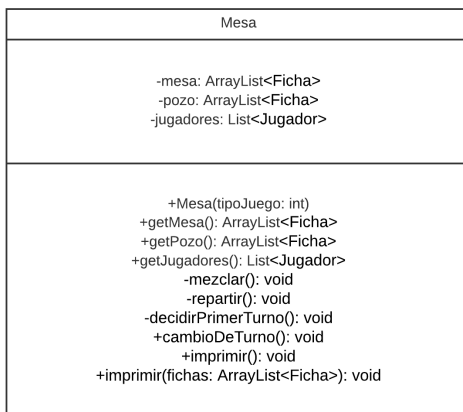 Mesa
-mesa: ArrayList<Ficha>
-pozo: ArrayList<Ficha>
-jugadores: List<Jugador>
+Mesa(tipoJuego: int)
+getMesa(): ArrayList<Ficha>
+getPozo(): ArrayList<Ficha>
+getJugadores(): List<Jugador>
-mezclar(): void
-repartir(): void
-decidirPrimerTurno(): void
+cambioDeTurno(): void
+imprimir(): void
+imprimir(fichas: ArrayList<Ficha>): void